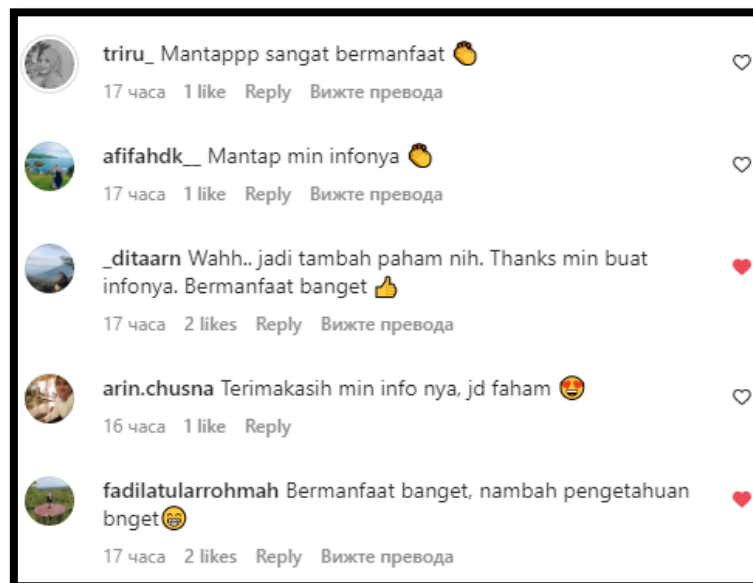 triru_ Mantappp sangat bermanfaat 👏
17 часа 1 like Reply Вижте превода
afifahdk__ Mantap min infonya 👏
17 часа 1 like Reply Вижте превода
_ditaarn Wahh.. jadi tambah paham nih. Thanks min buat
infonya. Bermanfaat banget 👍
17 часа 2 likes Reply Вижте превода
arin.chusna Terimakasih min info nya, jd faham 😍
16 часа 1 like Reply
fadilatularrohmah Bermanfaat banget, nambah pengetahuan
bnget😁
17 часа 2 likes Reply Вижте превода